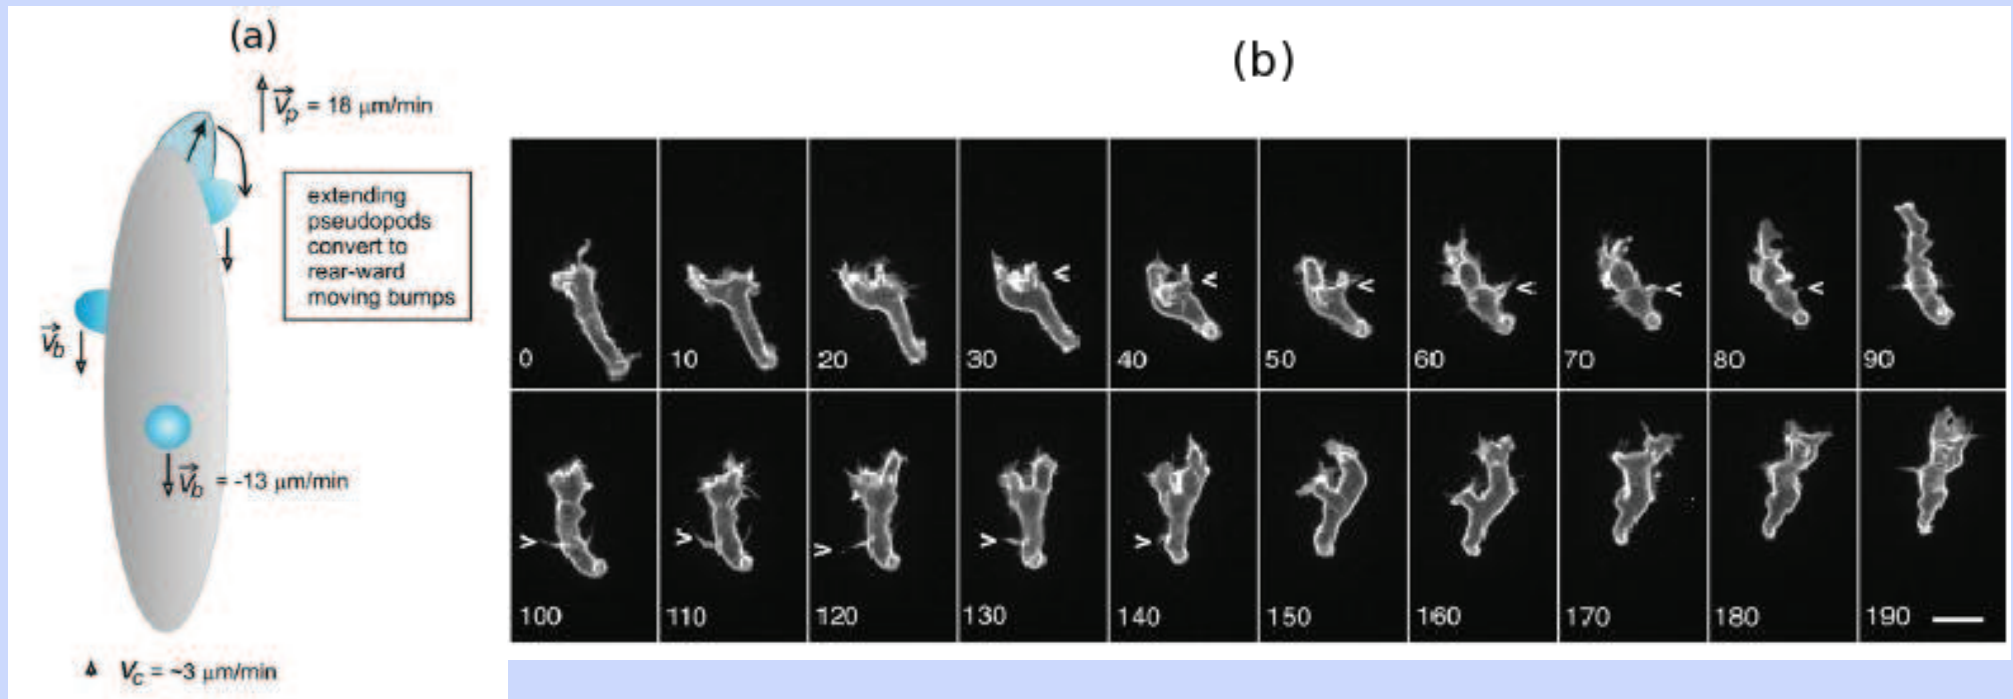 (a)
(b)
V⃗p = 18 μm/min
extending
pseudopods
convert to
rear-ward
moving bumps
V⃗b
V⃗b = -13 μm/min
Vc = ~3 μm/min
<
<
<
<
<
<
0 10 20 30 40 50 60 70 80 90
> > > > >
100 110 120 130 140 150 160 170 180 190